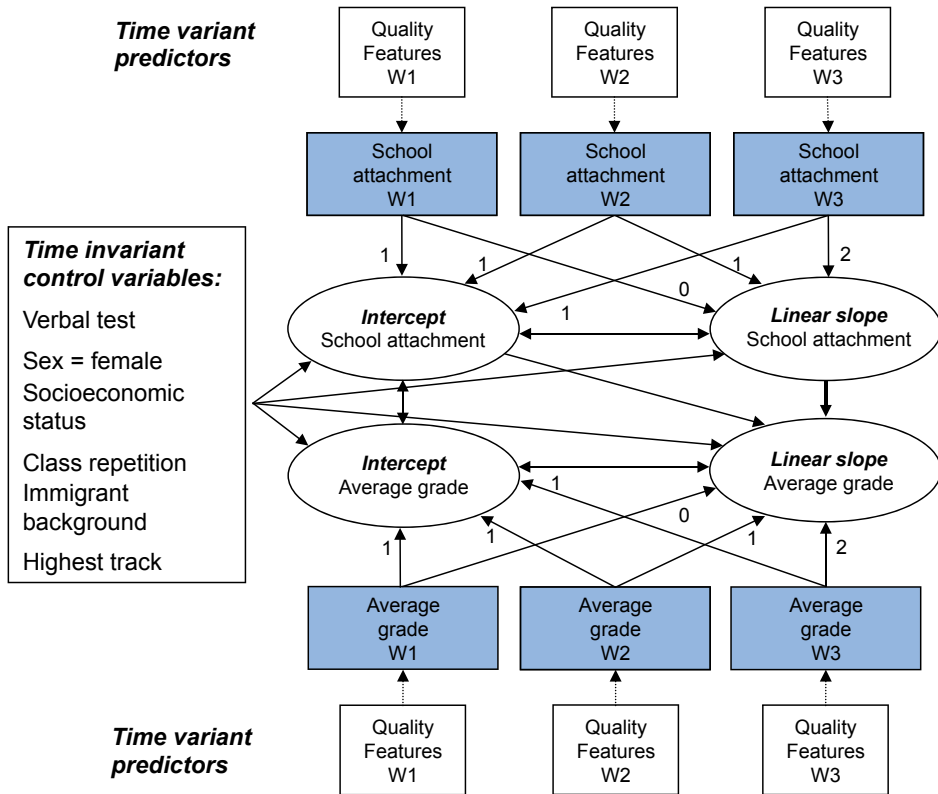 Time variant
predictors
Quality
Features
W1
Quality
Features
W2
Quality
Features
W3
School
attachment
W1
School
attachment
W2
School
attachment
W3
Time invariant
control variables:
Verbal test
Sex = female
Socioeconomic
status
Class repetition
Immigrant
background
Highest track
1
1
1
0
1
2
Intercept
School attachment
Linear slope
School attachment
Intercept
Average grade
Linear slope
Average grade
1
1
1
0
1
2
Average
grade
W1
Average
grade
W2
Average
grade
W3
Time variant
predictors
Quality
Features
W1
Quality
Features
W2
Quality
Features
W3